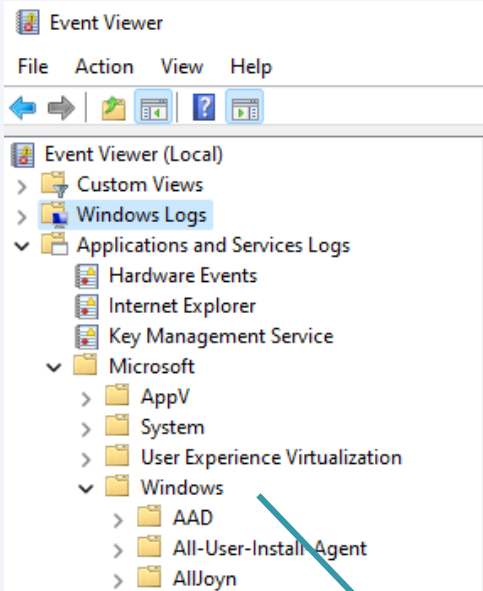 Event Viewer
File Action View Help
Event Viewer (Local)
Custom Views
Windows Logs
Applications and Services Logs
Hardware Events
Internet Explorer
Key Management Service
Microsoft
AppV
System
User Experience Virtualization
Windows
AAD
All-User-Install-Agent
AllJoyn